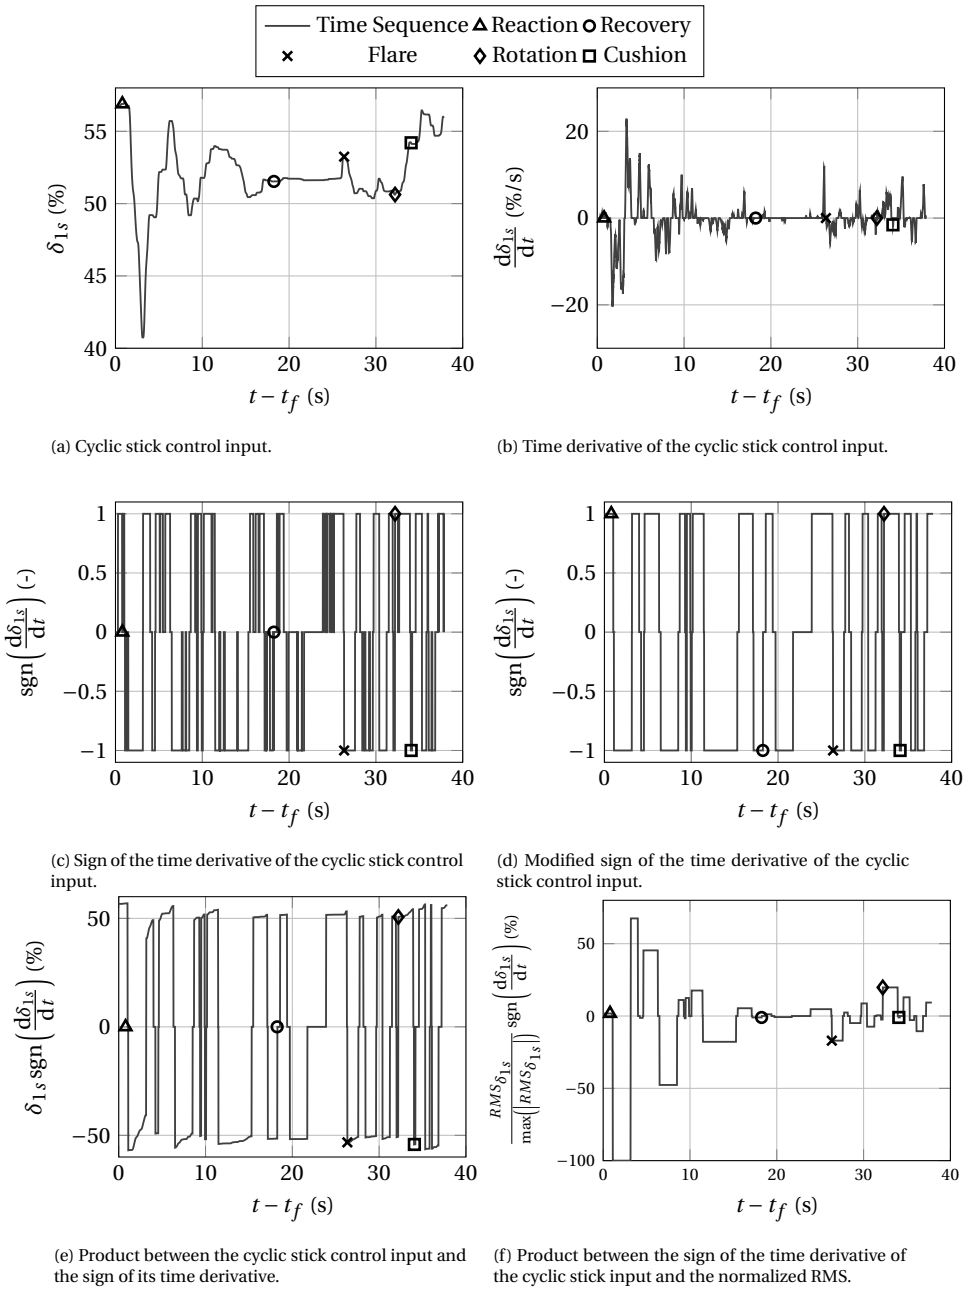 Time Sequence Reaction Recovery
Flare Rotation Cushion
55
50
45
40
0 10 20 30 40
δ1s (%)
t − tf (s)
(a) Cyclic stick control input.
20
0
−20
0 10 20 30 40
dδ1s/dt (%/s)
t − tf (s)
(b) Time derivative of the cyclic stick control input.
1
0.5
0
−0.5
−1
0 10 20 30 40
sgn(dδ1s/dt) (-)
t − tf (s)
(c) Sign of the time derivative of the cyclic stick control
input.
1
0.5
0
−0.5
−1
0 10 20 30 40
sgn(dδ1s/dt) (-)
t − tf (s)
(d) Modified sign of the time derivative of the cyclic
stick control input.
50
0
−50
0 10 20 30 40
δ1s sgn(dδ1s/dt) (%)
t − tf (s)
(e) Product between the cyclic stick control input and
the sign of its time derivative.
50
0
−50
−100
0 10 20 30 40
RMSδ1s/max(|RMSδ1s|) sgn(dδ1s/dt) (%)
t − tf (s)
(f) Product between the sign of the time derivative of
the cyclic stick input and the normalized RMS.